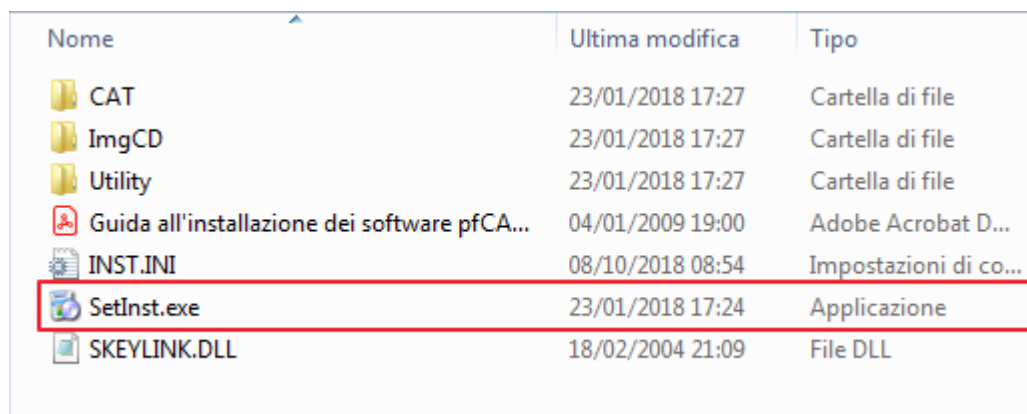 Nome Ultima modifica Tipo
CAT 23/01/2018 17:27 Cartella di file
ImgCD 23/01/2018 17:27 Cartella di file
Utility 23/01/2018 17:27 Cartella di file
Guida all'installazione dei software pfCA... 04/01/2009 19:00 Adobe Acrobat D...
INST.INI 08/10/2018 08:54 Impostazioni di co...
SetInst.exe 23/01/2018 17:24 Applicazione
SKEYLINK.DLL 18/02/2004 21:09 File DLL